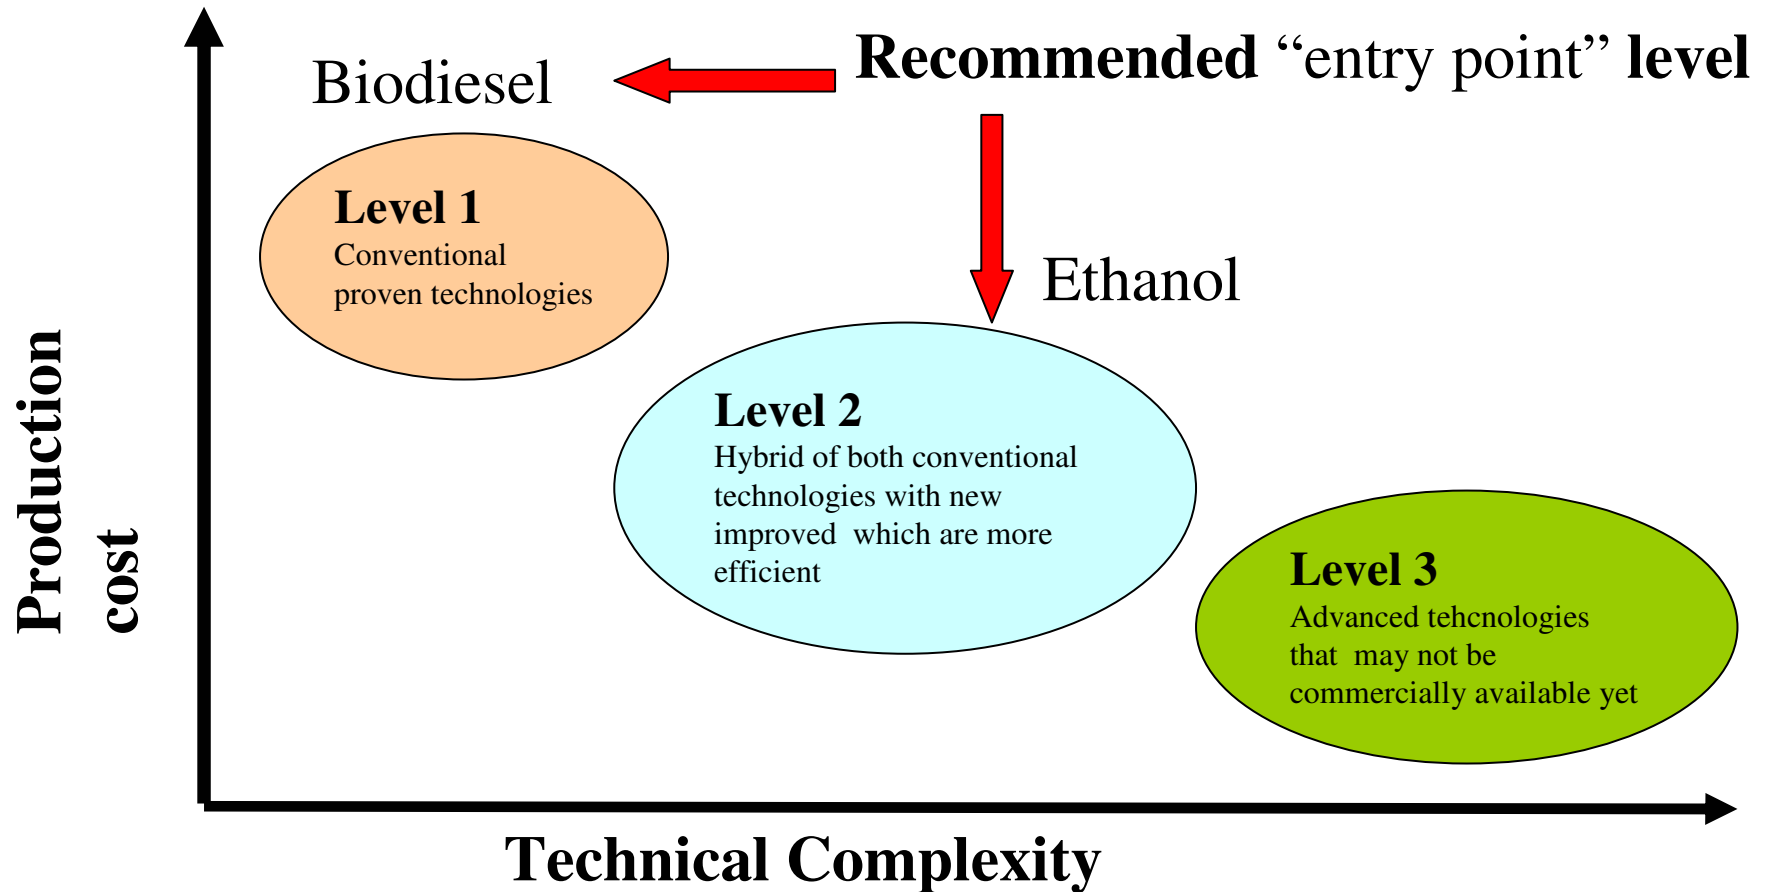 Recommended “entry point” level
Biodiesel
Level 1
Conventional
proven technologies
Ethanol
Level 2
Hybrid of both conventional
technologies with new
improved  which are more
efficient
Level 3
Advanced tehcnologies
that  may not be
commercially available yet
Production
cost
Technical Complexity